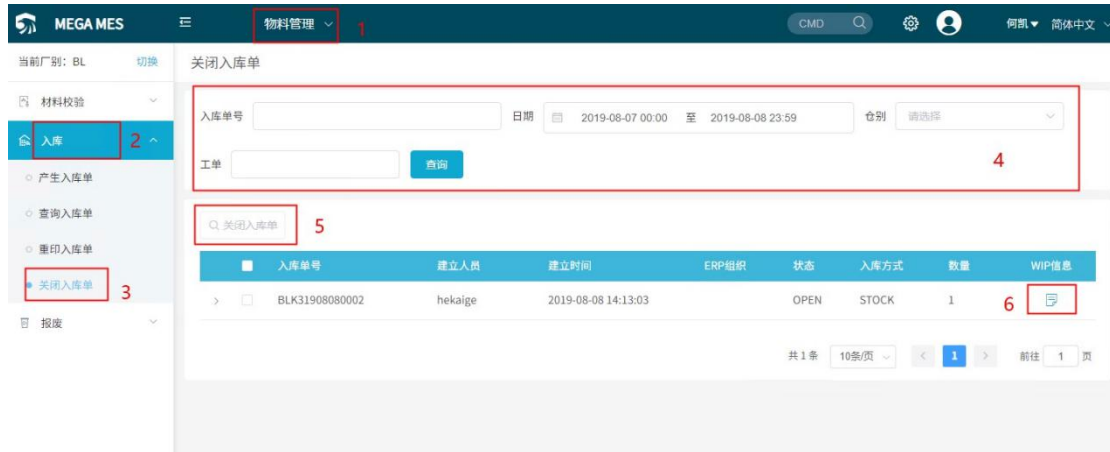 MEGA MES 物料管理 1 CMD 何凯 简体中文
当前厂别：BL 切换 关闭入库单
材料校验
入库单号 日期 2019-08-07 00:00 至 2019-08-08 23:59 仓别 请选择
入库 2
工单 查询 4
产生入库单
查询入库单
关闭入库单 5
重印入库单
入库单号 建立人员 建立时间 ERP组织 状态 入库方式 数量 WIP信息
关闭入库单 3
BLK31908080002 hekaige 2019-08-08 14:13:03 OPEN STOCK 1 6
报废
共 1 条 10条/页 1 前往 1 页